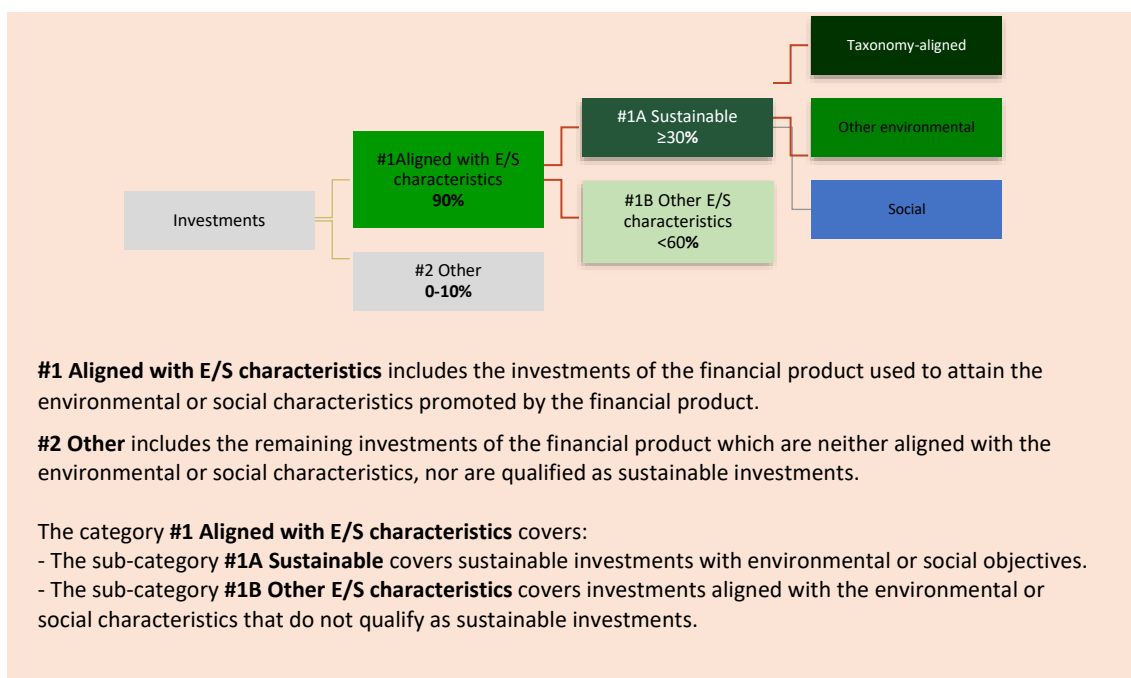 Taxonomy-aligned
#1A Sustainable
≥30%
Other environmental
#1Aligned with E/S
characteristics
90%
#1B Other E/S
characteristics
<60%
Social
Investments
#2 Other
0-10%
#1 Aligned with E/S characteristics includes the investments of the financial product used to attain the
environmental or social characteristics promoted by the financial product.
#2 Other includes the remaining investments of the financial product which are neither aligned with the
environmental or social characteristics, nor are qualified as sustainable investments.
The category #1 Aligned with E/S characteristics covers:
- The sub-category #1A Sustainable covers sustainable investments with environmental or social objectives.
- The sub-category #1B Other E/S characteristics covers investments aligned with the environmental or
social characteristics that do not qualify as sustainable investments.